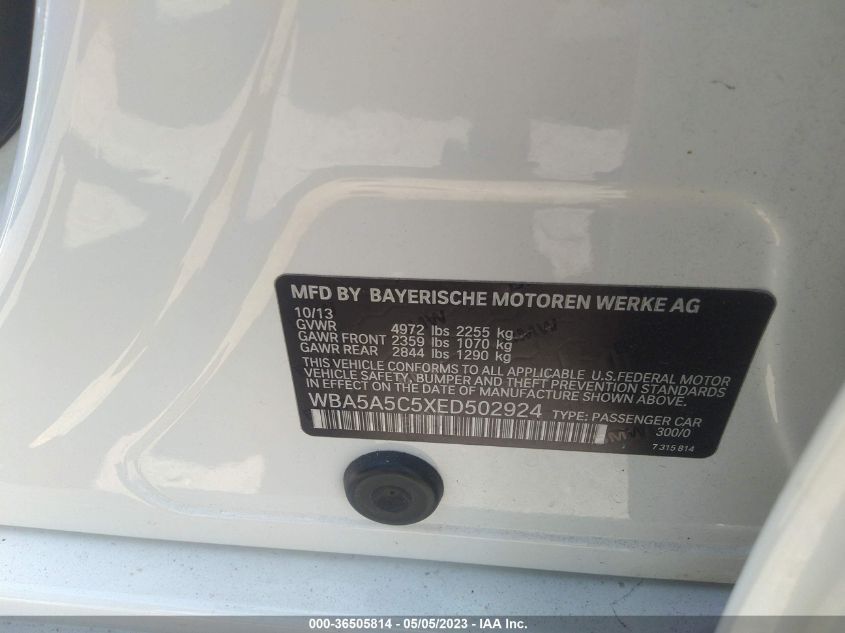 MFD BY BAYERISCHE MOTOREN WERKE AG
10/13
GVWR 4972 lbs 2255 kg
GAWR FRONT 2359 lbs 1070 kg
GAWR REAR 2844 lbs 1290 kg
THIS VEHICLE CONFORMS TO ALL APPLICABLE U.S.FEDERAL MOTOR
VEHICLE SAFETY, BUMPER AND THEFT PREVENTION STANDARDS
IN EFFECT ON THE DATE OF MANUFACTURE SHOWN ABOVE.
WBA5A5C5XED502924 TYPE: PASSENGER CAR
300/0
7 315 814
000-36505814 - 05/05/2023 - IAA Inc.